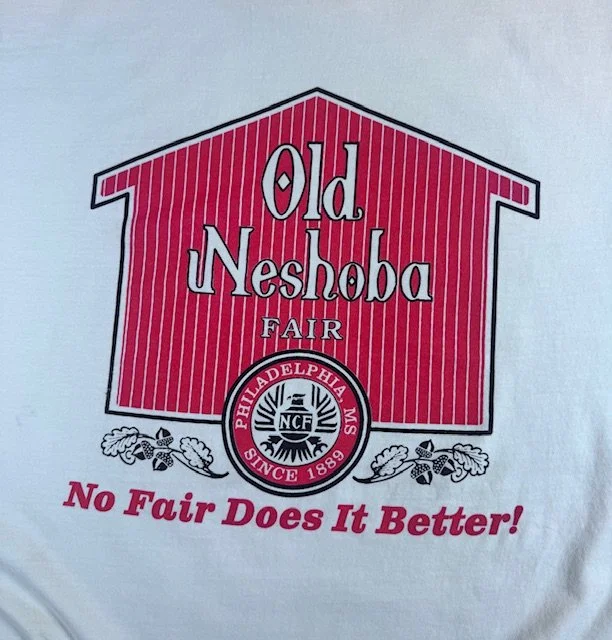 Old
Neshoba
FAIR
PHILADELPHIA, MS
NCF
SINCE 1889
No Fair Does It Better!